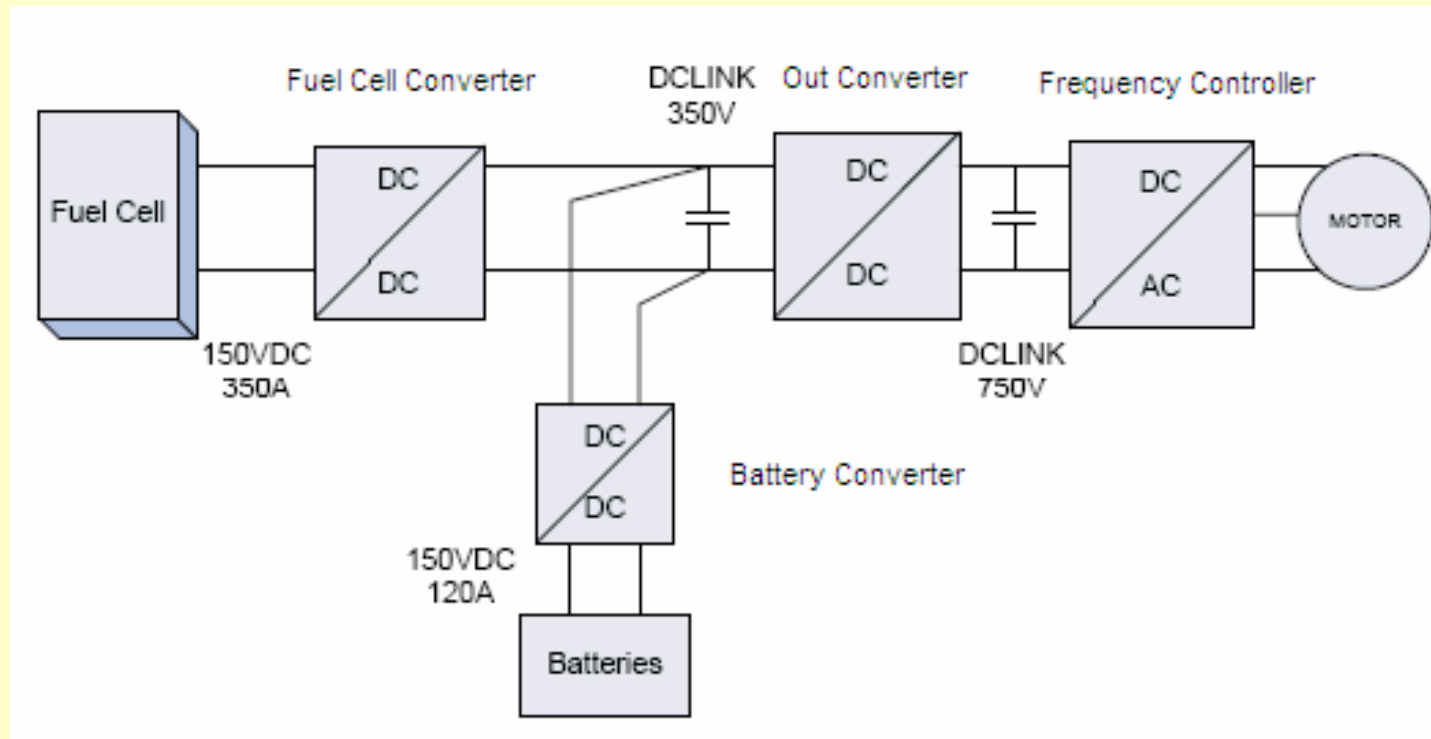 Fuel Cell Converter
DCLINK
350V
Out Converter
Frequency Controller
Fuel Cell
DC
DC
DC
DC
DC
AC
MOTOR
150VDC
350A
DCLINK
750V
DC
DC
Battery Converter
150VDC
120A
Batteries